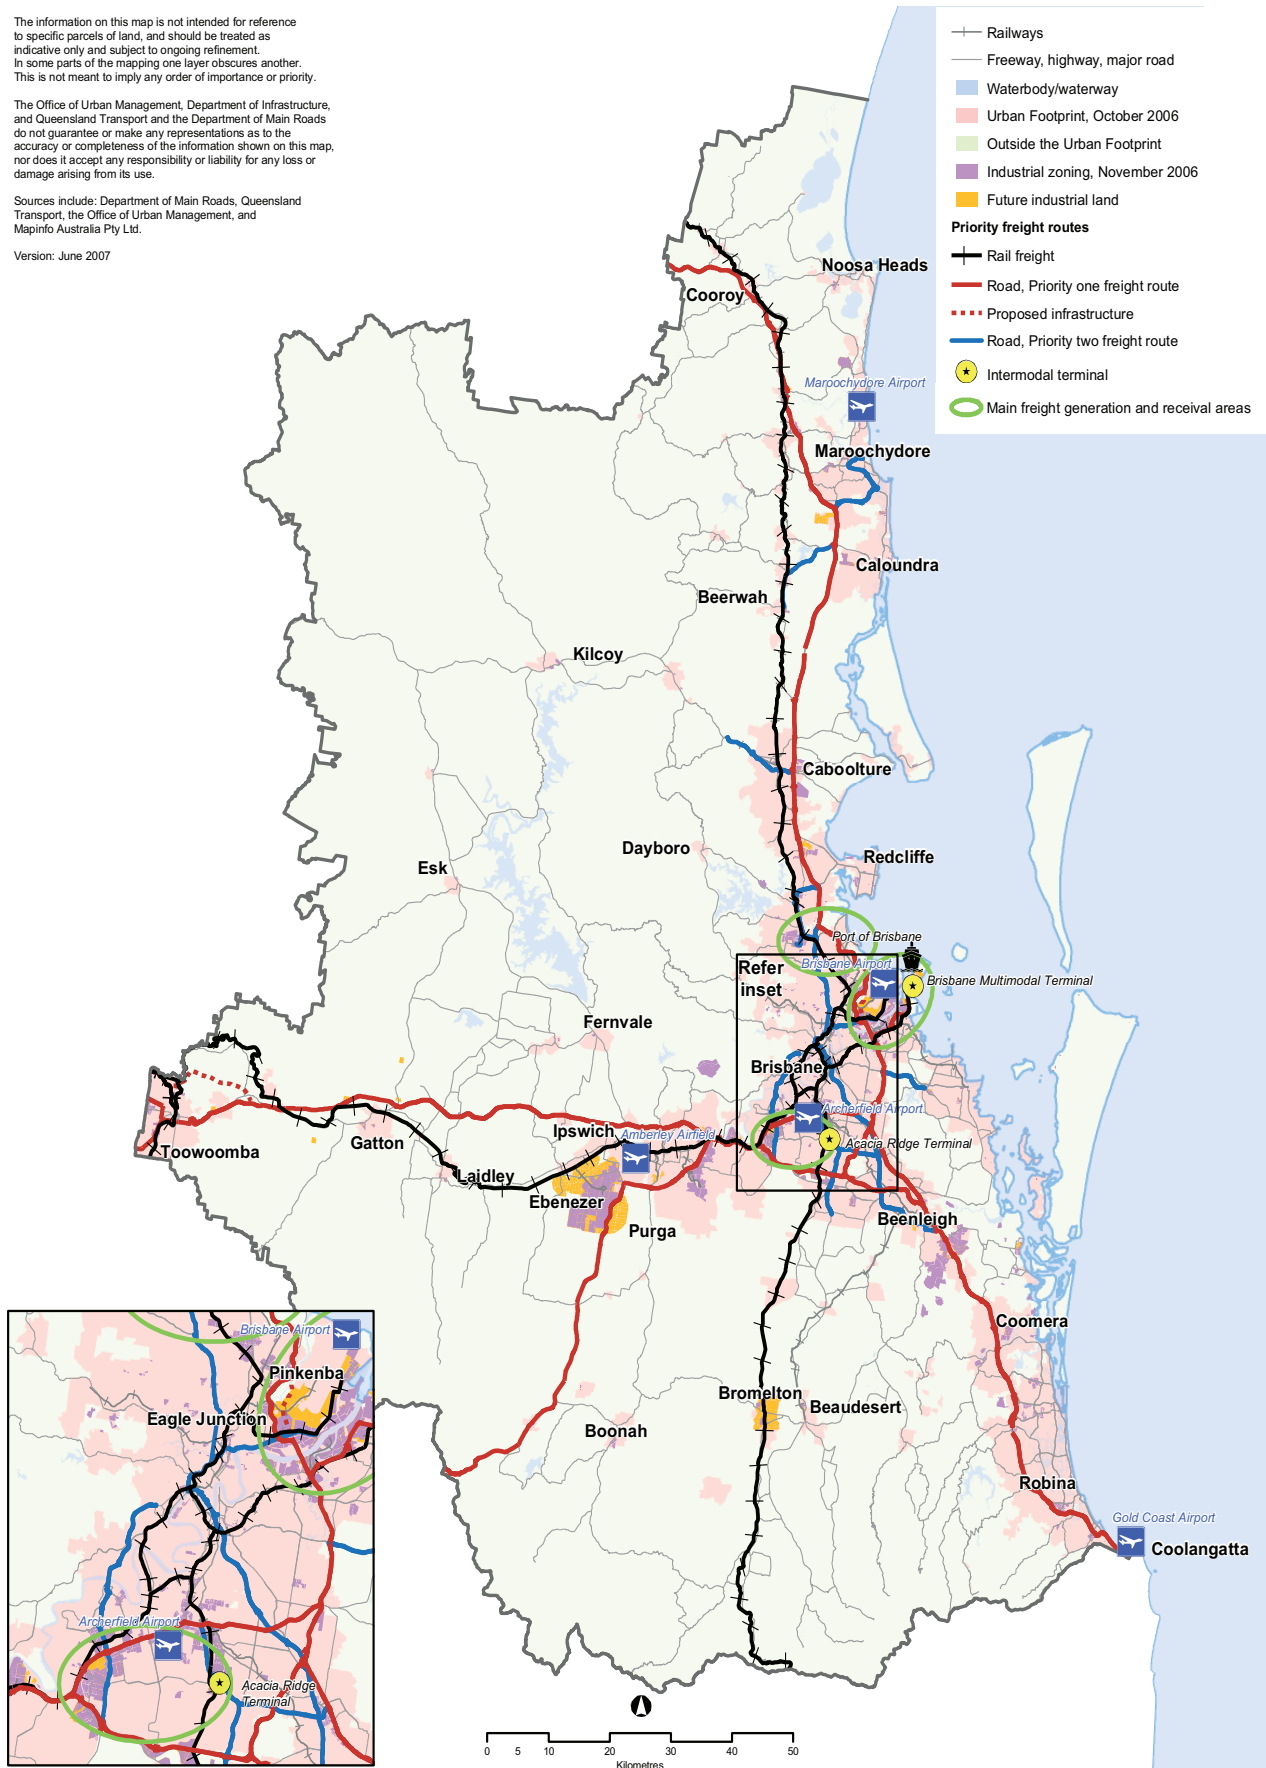 The information on this map is not intended for reference
to specific parcels of land, and should be treated as
indicative only and subject to ongoing refinement.
In some parts of the mapping one layer obscures another.
This is not meant to imply any order of importance or priority.
The Office of Urban Management, Department of Infrastructure,
and Queensland Transport and the Department of Main Roads
do not guarantee or make any representations as to the
accuracy or completeness of the information shown on this map,
nor does it accept any responsibility or liability for any loss or
damage arising from its use.
Sources include: Department of Main Roads, Queensland
Transport, the Office of Urban Management, and
Mapinfo Australia Pty Ltd.
Version: June 2007
Railways
Freeway, highway, major road
Waterbody/waterway
Urban Footprint, October 2006
Outside the Urban Footprint
Industrial zoning, November 2006
Future industrial land
Priority freight routes
Rail freight
Road, Priority one freight route
Proposed infrastructure
Road, Priority two freight route
Intermodal terminal
Main freight generation and receival areas
Noosa Heads
Cooroy
Maroochydore Airport
Maroochydore
Caloundra
Beerwah
Kilcoy
Caboolture
Dayboro
Redcliffe
Esk
Port of Brisbane
Brisbane Airport
Refer
inset
Brisbane Multimodal Terminal
Fernvale
Brisbane
Archerfield Airport
Ipswich
Amberley Airfield
Gatton
Acacia Ridge Terminal
Toowoomba
Laidley
Ebenezer
Purga
Beenleigh
Coomera
Bromelton
Beaudesert
Boonah
Robina
Gold Coast Airport
Coolangatta
Brisbane Airport
Pinkenba
Eagle Junction
Archerfield Airport
Acacia Ridge
Terminal
0 5 10 20 30 40 50
Kilometres